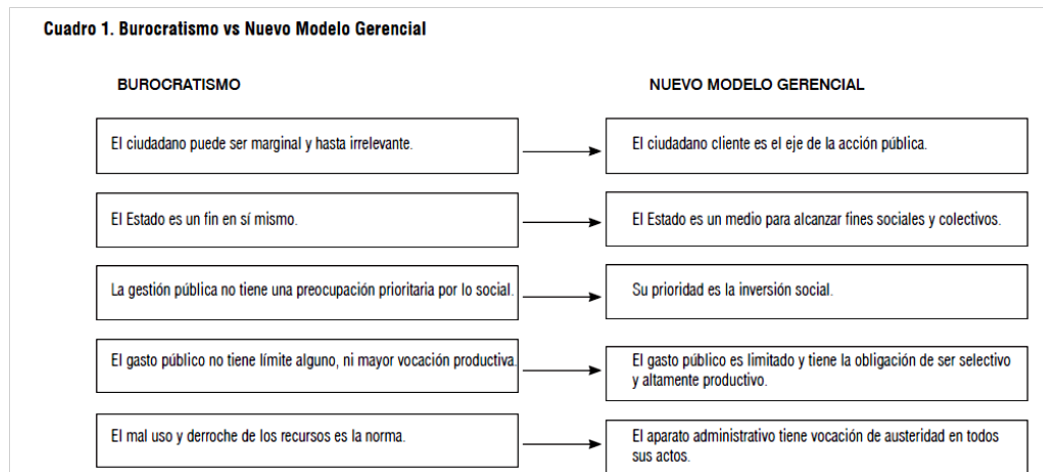 Cuadro 1. Burocratismo vs Nuevo Modelo Gerencial
BUROCRATISMO
NUEVO MODELO GERENCIAL
El ciudadano puede ser marginal y hasta irrelevante.
El ciudadano cliente es el eje de la acción pública.
El Estado es un fin en sí mismo.
El Estado es un medio para alcanzar fines sociales y colectivos.
La gestión pública no tiene una preocupación prioritaria por lo social.
Su prioridad es la inversión social.
El gasto público no tiene límite alguno, ni mayor vocación productiva.
El gasto público es limitado y tiene la obligación de ser selectivo
y altamente productivo.
El mal uso y derroche de los recursos es la norma.
El aparato administrativo tiene vocación de austeridad en todos
sus actos.